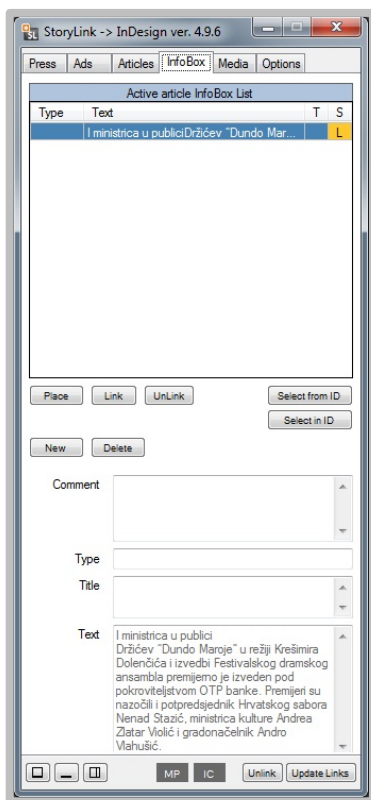 StoryLink -> InDesign ver. 4.9.6
Press Ads Articles InfoBox Media Options
Active article InfoBox List
Type Text T S
I ministrica u publiciDržićev "Dundo Mar... L
Place Link UnLink Select from ID
Select in ID
New Delete
Comment
Type
Title
Text I ministrica u publici
Držićev "Dundo Maroje" u režiji Krešimira
Dolenčića i izvedbi Festivalskog dramskog
ansambla premijerno je izveden pod
pokroviteljstvom OTP banke. Premijeri su
nazočili i potpredsjednik Hrvatskog sabora
Nenad Stazić, ministrica kulture Andrea
Zlatar Violić i gradonačelnik Andro
Vlahušić.
MP IC Unlink Update Links